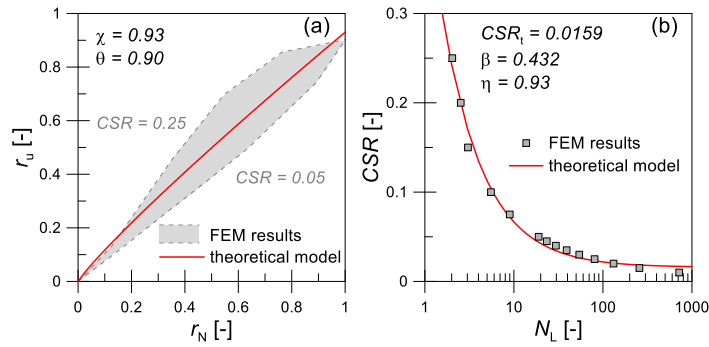 (a)
χ = 0.93
θ = 0.90
CSR = 0.25
CSR = 0.05
FEM results
theoretical model
1
0.8
0.6
0.4
0.2
0
r_u [-]
0 0.2 0.4 0.6 0.8 1
r_N [-]
(b)
CSR_t = 0.0159
β = 0.432
η = 0.93
FEM results
theoretical model
0.3
0.2
0.1
0
CSR [-]
1 10 100 1000
N_L [-]